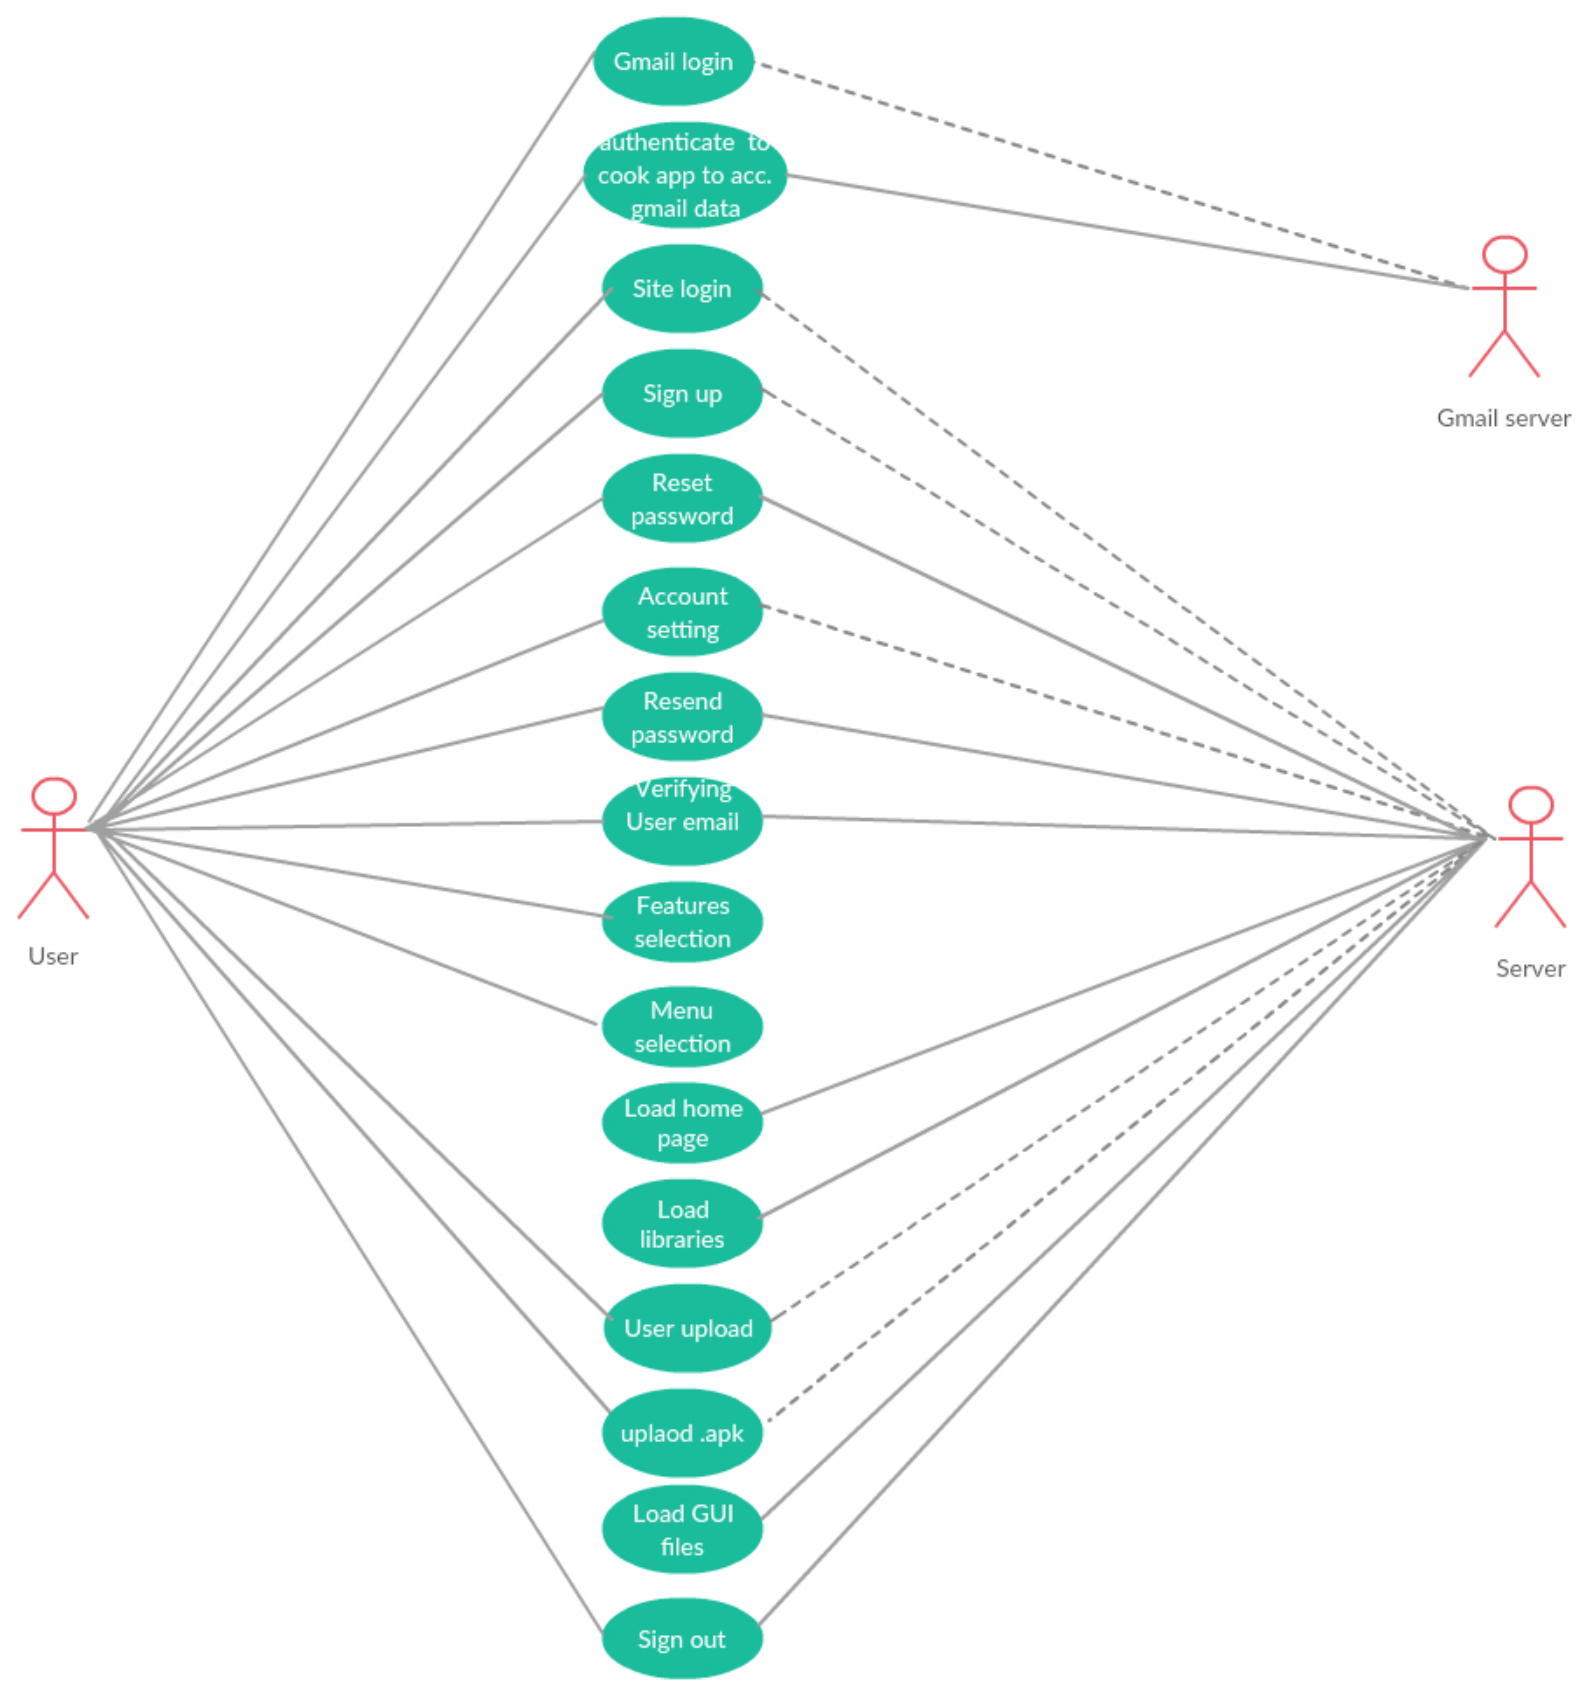 Gmail login
authenticate to
cook app to acc.
gmail data
Site login
Sign up
Gmail server
Reset
password
Account
setting
Resend
password
Verifying
User email
Features
selection
User
Server
Menu
selection
Load home
page
Load
libraries
User upload
uplaod .apk
Load GUI
files
Sign out